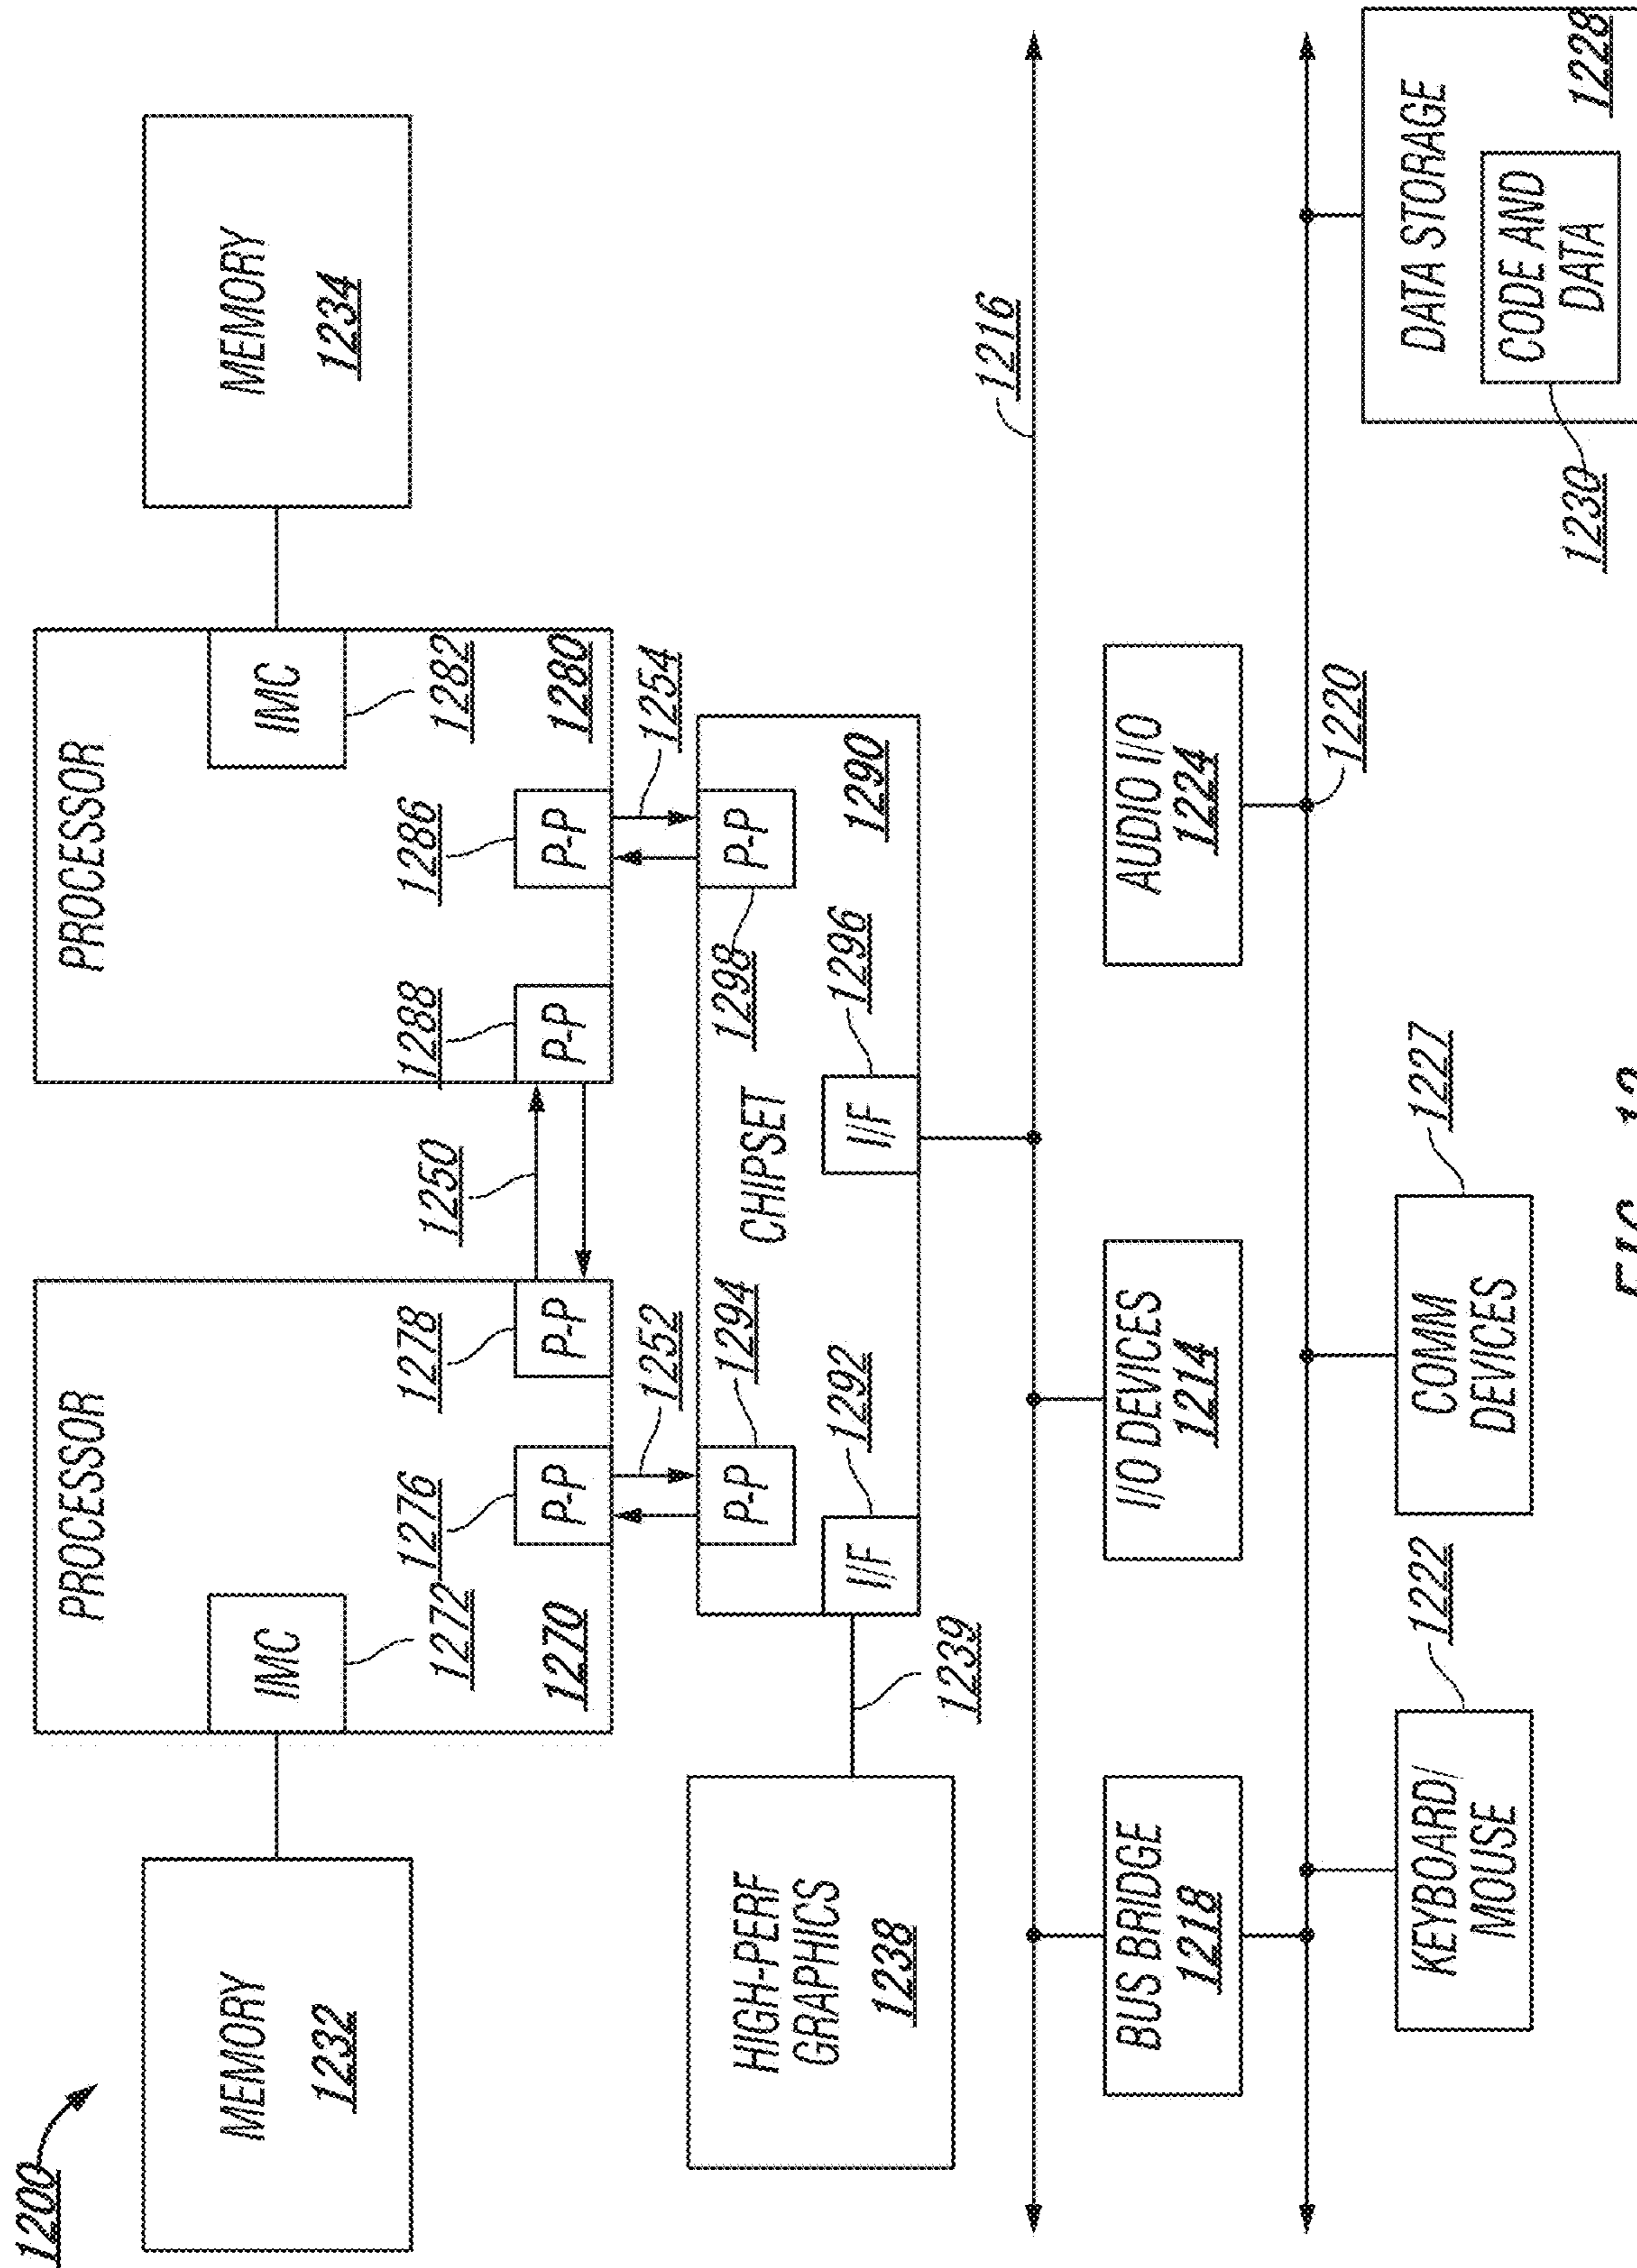 1200
PROCESSOR
PROCESSOR
MEMORY
1232
IMC
1272
1276
1278
1250
1288
1286
IMC
1282
MEMORY
1234
1270
P-P
P-P
P-P
P-P
1280
1252
1254
HIGH-PERF
GRAPHICS
1238
1239
P-P
1294
CHIPSET
1298
P-P
I/F
1292
I/F
1296
1290
1216
BUS BRIDGE
1218
I/O DEVICES
1214
AUDIO I/O
1224
1220
KEYBOARD/
MOUSE
1222
COMM
DEVICES
1227
DATA STORAGE
CODE AND
DATA
1230
1228